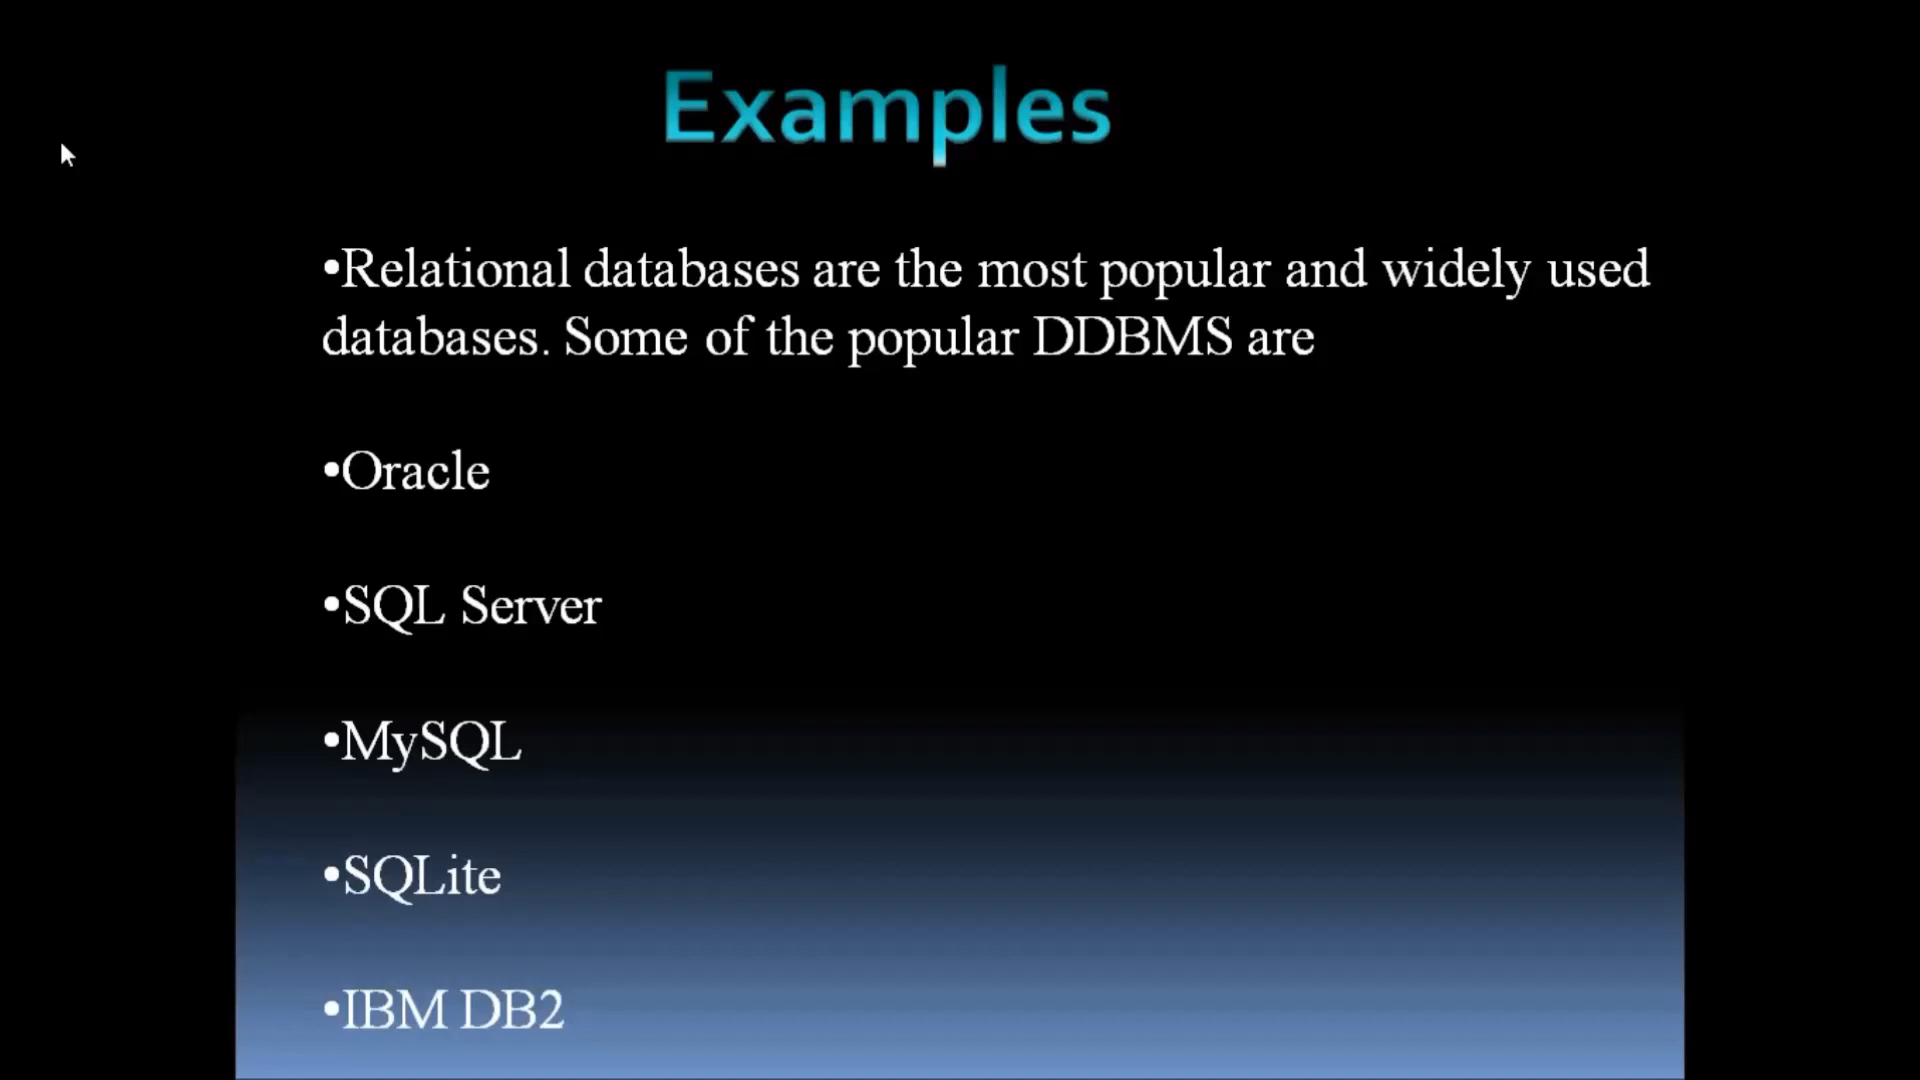 Examples
•Relational databases are the most popular and widely used
databases. Some of the popular DDBMS are
•Oracle
•SQL Server
•MySQL
•SQLite
•IBM DB2